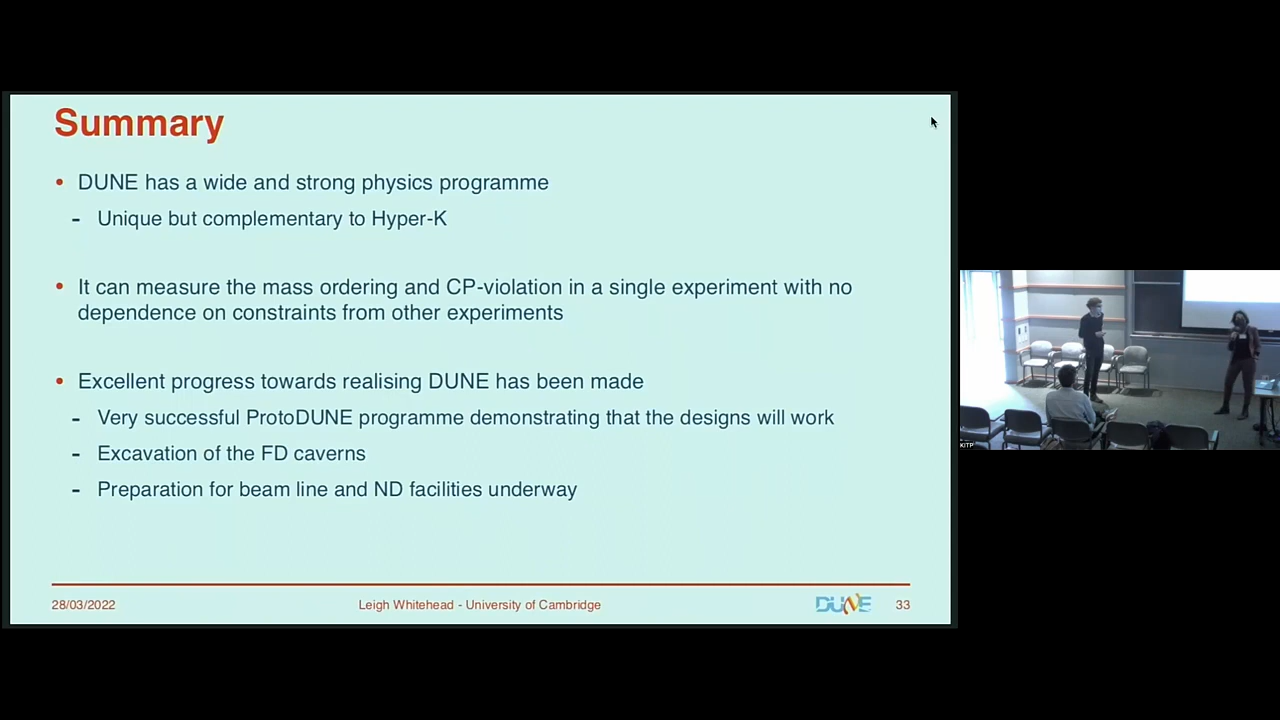 Summary
• DUNE has a wide and strong physics programme
- Unique but complementary to Hyper-K
• It can measure the mass ordering and CP-violation in a single experiment with no
dependence on constraints from other experiments
• Excellent progress towards realising DUNE has been made
- Very successful ProtoDUNE programme demonstrating that the designs will work
- Excavation of the FD caverns
- Preparation for beam line and ND facilities underway
28/03/2022
Leigh Whitehead - University of Cambridge
DUNE
33
KITP